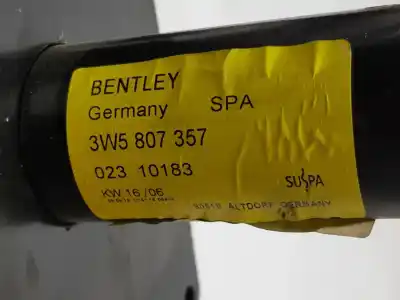 BENTLEY
Germany SPA
3W5 807 357
023 10183
KW 16/06
SUSPA
ALTDORF GERMANY